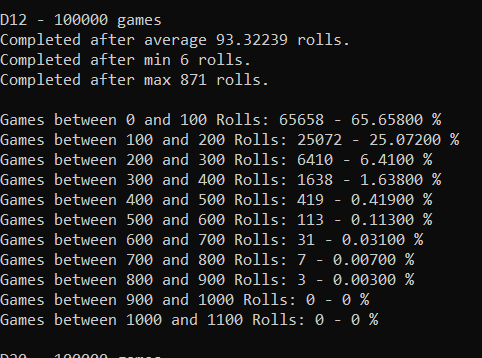 D12 - 100000 games
Completed after average 93.32239 rolls.
Completed after min 6 rolls.
Completed after max 871 rolls.
Games between 0 and 100 Rolls: 65658 - 65.65800 %
Games between 100 and 200 Rolls: 25072 - 25.07200 %
Games between 200 and 300 Rolls: 6410 - 6.4100 %
Games between 300 and 400 Rolls: 1638 - 1.63800 %
Games between 400 and 500 Rolls: 419 - 0.41900 %
Games between 500 and 600 Rolls: 113 - 0.11300 %
Games between 600 and 700 Rolls: 31 - 0.03100 %
Games between 700 and 800 Rolls: 7 - 0.00700 %
Games between 800 and 900 Rolls: 3 - 0.00300 %
Games between 900 and 1000 Rolls: 0 - 0 %
Games between 1000 and 1100 Rolls: 0 - 0 %
D20 - 100000 games